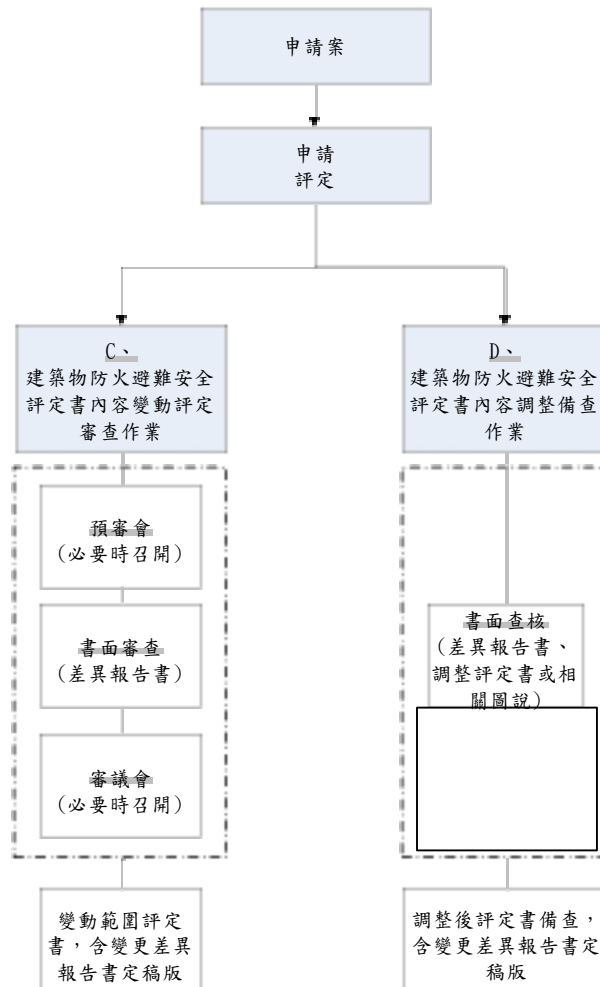 申請案
申請
評定
C、
建築物防火避難安全
評定書內容變動評定
審查作業
預審會
(必要時召開)
書面審查
(差異報告書)
審議會
(必要時召開)
變動範圍評定
書，含變更差異
報告書定稿版
D、
建築物防火避難安全
評定書內容調整備查
作業
書面查核
(差異報告書、
調整評定書或相
關圖說)
調整後評定書備查，
含變更差異報告書定
稿版